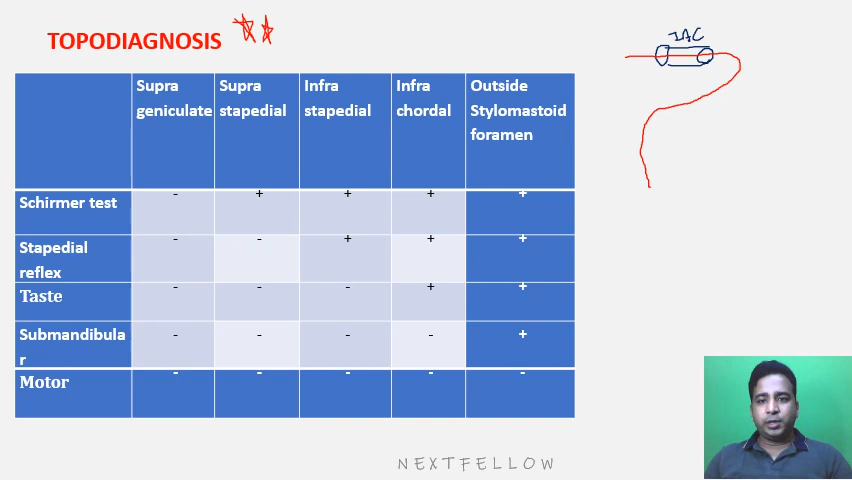 TOPODIAGNOSIS
IAC
Supra geniculate
Supra stapedial
Infra stapedial
Infra chordal
Outside Stylomastoid foramen
Schirmer test - + + + +
Stapedial reflex - - + + +
Taste - - - + +
Submandibular - - - - +
Motor - - - - -
NEXTFELLOW